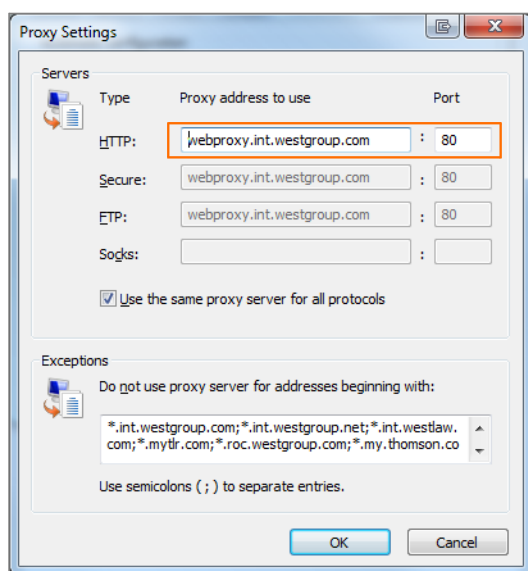 Proxy Settings
Servers
Type Proxy address to use Port
HTTP: webproxy.int.westgroup.com : 80
Secure: webproxy.int.westgroup.com : 80
FTP: webproxy.int.westgroup.com : 80
Socks: :
Use the same proxy server for all protocols
Exceptions
Do not use proxy server for addresses beginning with:
*.int.westgroup.com;*.int.westgroup.net;*.int.westlaw.
com;*.mytlr.com;*.roc.westgroup.com;*.my.thomson.co
Use semicolons ( ; ) to separate entries.
OK Cancel